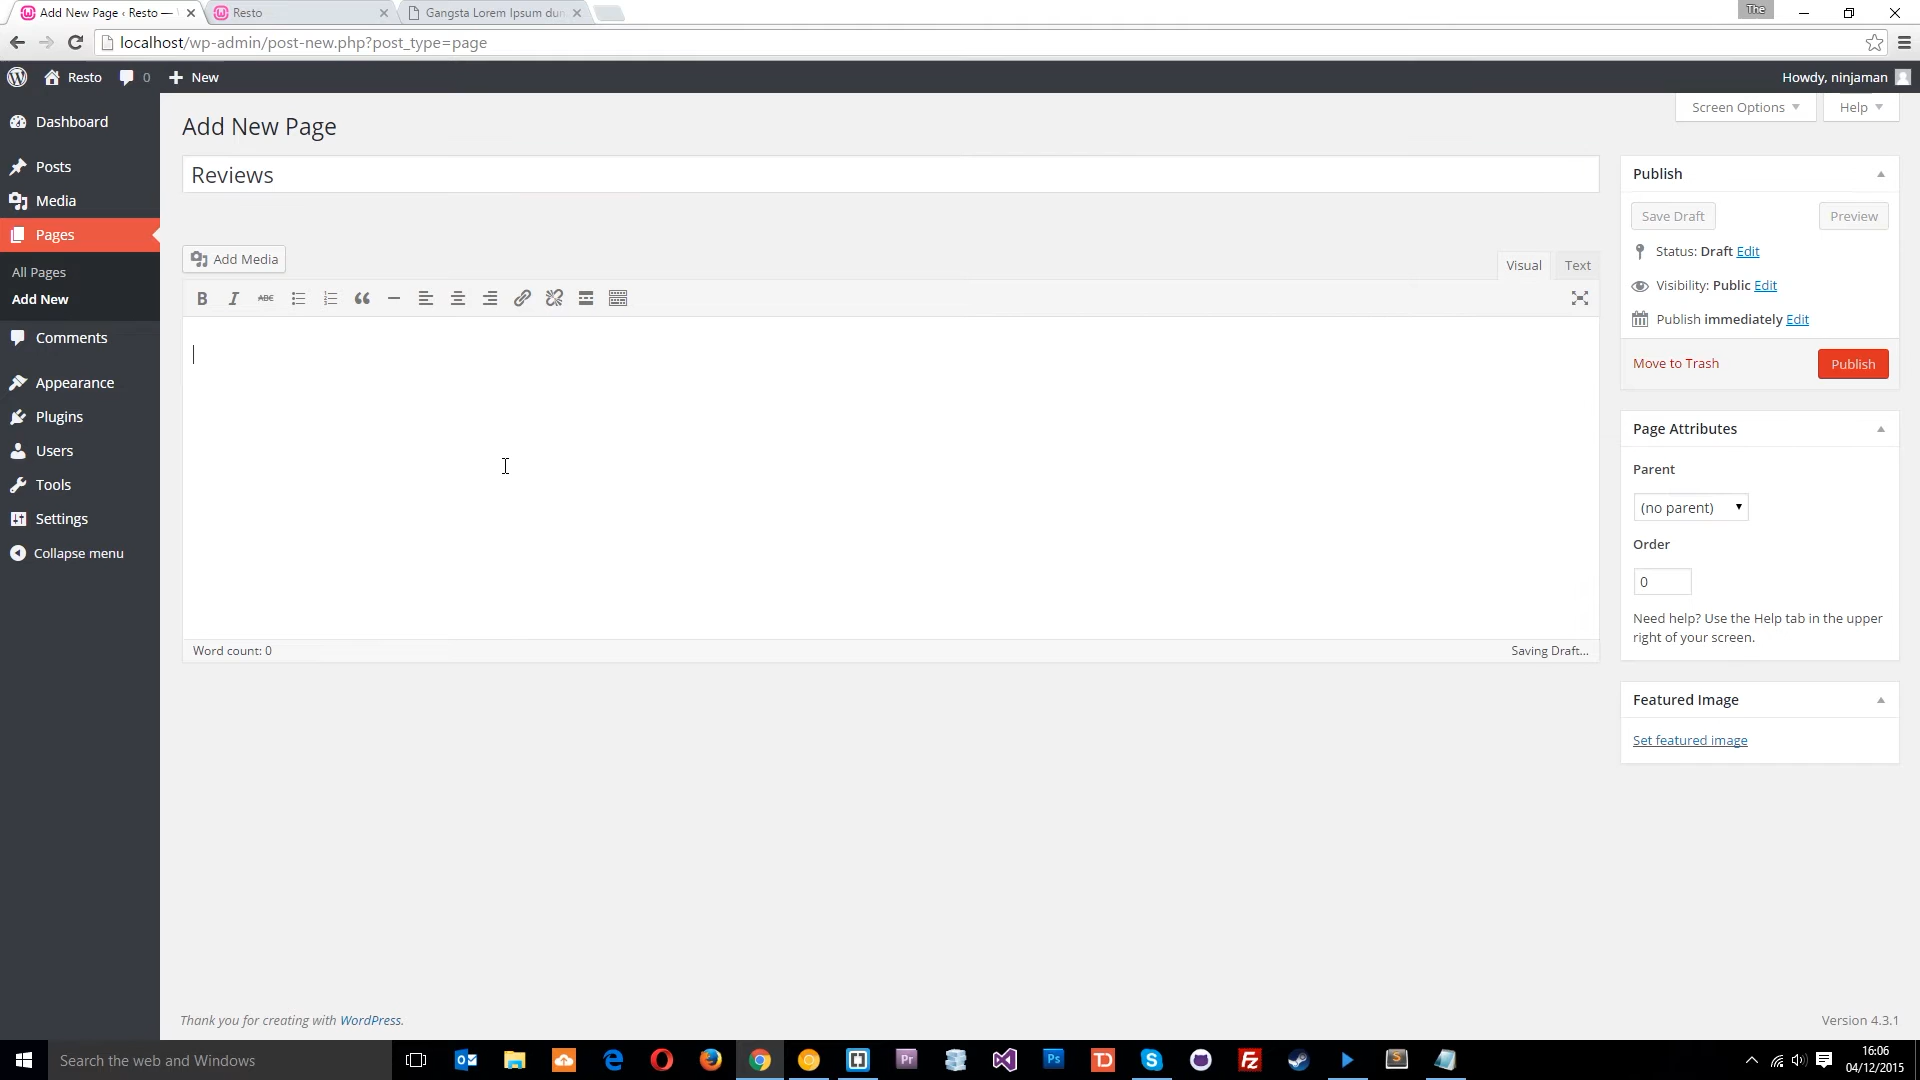 Add New Page ‹ Resto —
Resto
Gangsta Lorem Ipsum dum
The
localhost/wp-admin/post-new.php?post_type=page
Resto
0
New
Howdy, ninjaman
Screen Options
Help
Dashboard
Posts
Media
Pages
All Pages
Add New
Comments
Appearance
Plugins
Users
Tools
Settings
Collapse menu
Add New Page
Reviews
Add Media
Visual
Text
B
I
ABC
Word count: 0
Saving Draft...
Publish
Save Draft
Preview
Status: Draft Edit
Visibility: Public Edit
Publish immediately Edit
Move to Trash
Publish
Page Attributes
Parent
(no parent)
Order
0
Need help? Use the Help tab in the upper
right of your screen.
Featured Image
Set featured image
Thank you for creating with WordPress.
Version 4.3.1
Search the web and Windows
Pr
Ps
TD
S
Fz
S
16:06
04/12/2015